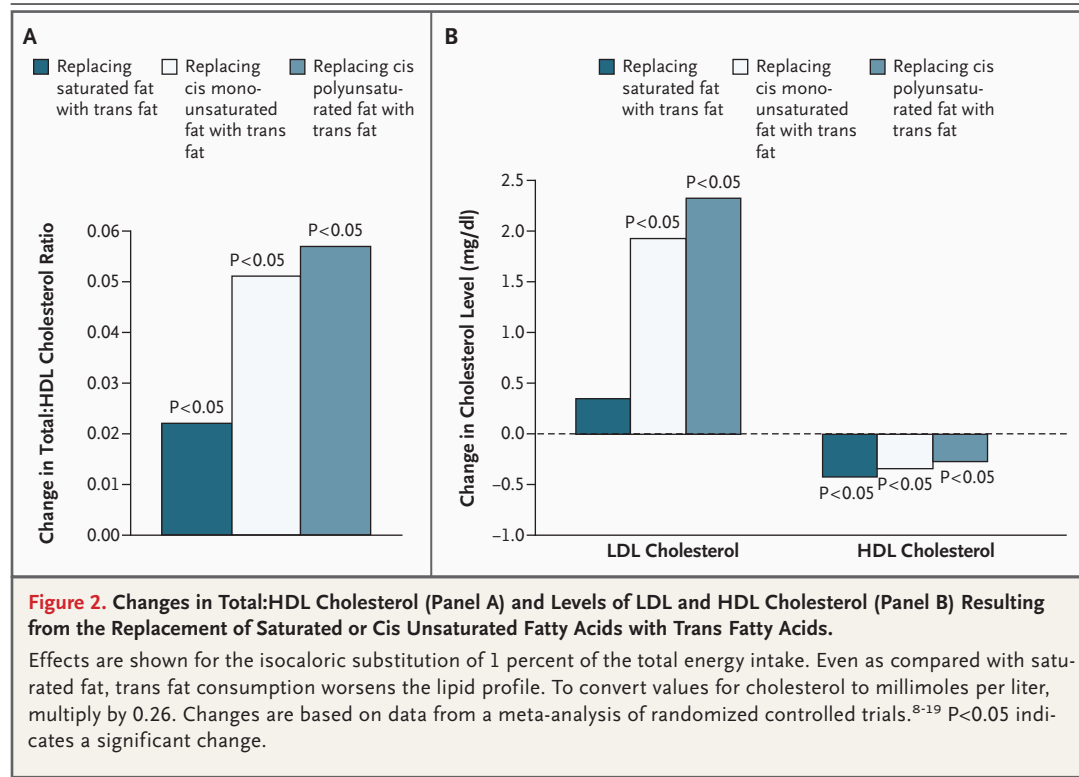 A
Replacing
saturated fat
with trans fat
Replacing
cis mono-
unsaturated
fat with trans
fat
Replacing cis
polyunsatu-
rated fat with
trans fat
Change in Total:HDL Cholesterol Ratio
0.06
0.05
0.04
0.03
0.02
0.01
0.00
P<0.05
P<0.05
P<0.05
B
Replacing
saturated fat
with trans fat
Replacing
cis mono-
unsaturated
fat with trans
fat
Replacing cis
polyunsatu-
rated fat with
trans fat
Change in Cholesterol Level (mg/dl)
2.5
2.0
1.5
1.0
0.5
0.0
–0.5
–1.0
P<0.05
P<0.05
P<0.05
P<0.05
P<0.05
LDL Cholesterol
HDL Cholesterol
Figure 2. Changes in Total:HDL Cholesterol (Panel A) and Levels of LDL and HDL Cholesterol (Panel B) Resulting
from the Replacement of Saturated or Cis Unsaturated Fatty Acids with Trans Fatty Acids.
Effects are shown for the isocaloric substitution of 1 percent of the total energy intake. Even as compared with satu-
rated fat, trans fat consumption worsens the lipid profile. To convert values for cholesterol to millimoles per liter,
multiply by 0.26. Changes are based on data from a meta-analysis of randomized controlled trials.8-19 P<0.05 indi-
cates a significant change.